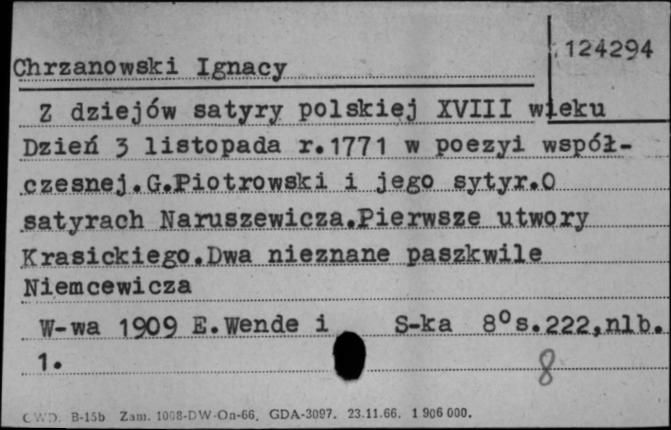 124294
Chrzanowski Ignacy
Z dziejów satyry polskiej XVIII wieku
Dzień 3 listopada r.1771 w poezyi współ-
czesnej.G.Piotrowski i jego sytyr.O
satyrach Naruszewicza.Pierwsze utwory
Krasickiego.Dwa nieznane paszkwile
Niemcewicza
W-wa 1909 E.Wende i S-ka 8⁰s.222,nlb.
1.
8
CWD. B-15b Zam. 1008-DW-On-66. GDA-3097. 23.11.66. 1 906 000.